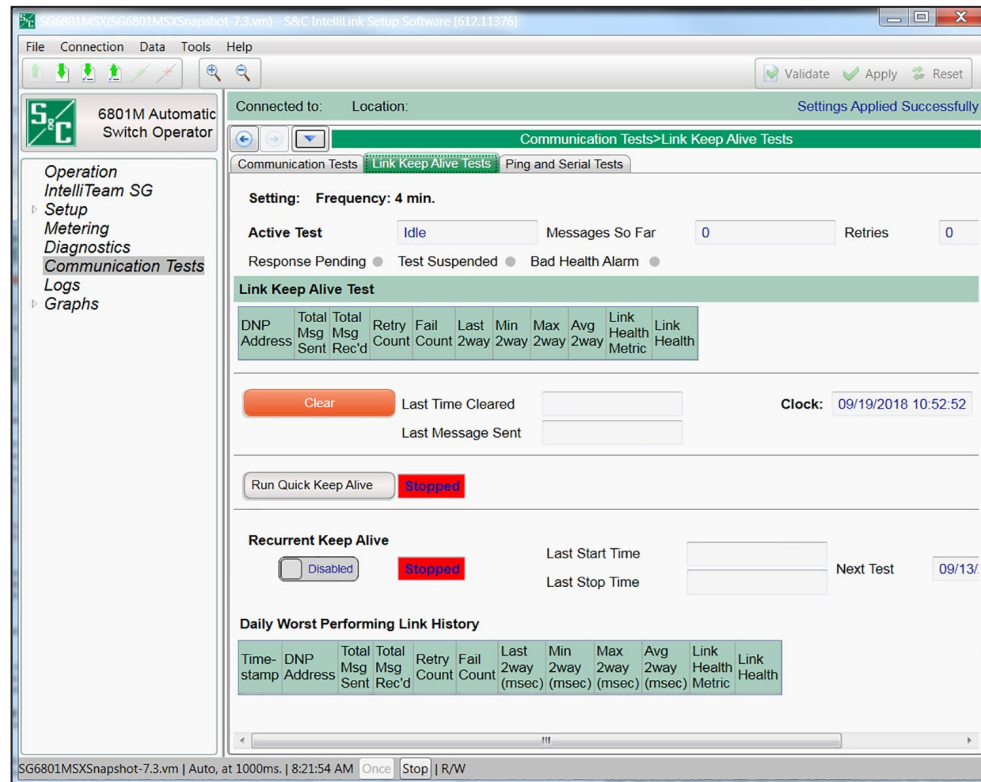 SG6801MSX(SG6801MSXSnapshot-7.3.vm) - S&C IntelliLink Setup Software [612.11376]
File Connection Data Tools Help
Validate Apply Reset
S&C
6801M Automatic
Switch Operator
Connected to: Location: Settings Applied Successfully
Communication Tests>Link Keep Alive Tests
Communication Tests Link Keep Alive Tests Ping and Serial Tests
Operation
IntelliTeam SG
Setup
Metering
Diagnostics
Communication Tests
Logs
Graphs
Setting: Frequency: 4 min.
Active Test Idle Messages So Far 0 Retries 0
Response Pending Test Suspended Bad Health Alarm
Link Keep Alive Test
DNP Address Total Msg Sent Total Msg Rec'd Retry Count Fail Count Last 2way Min 2way Max 2way Avg 2way Link Health Metric Link Health
Clear Last Time Cleared Clock: 09/19/2018 10:52:52
Last Message Sent
Run Quick Keep Alive Stopped
Recurrent Keep Alive
Disabled Stopped
Last Start Time
Last Stop Time
Next Test 09/13/
Daily Worst Performing Link History
Time-stamp DNP Address Total Msg Sent Total Msg Rec'd Retry Count Fail Count Last 2way (msec) Min 2way (msec) Max 2way (msec) Avg 2way (msec) Link Health Metric Link Health
SG6801MSXSnapshot-7.3.vm | Auto, at 1000ms. | 8:21:54 AM Once Stop | R/W